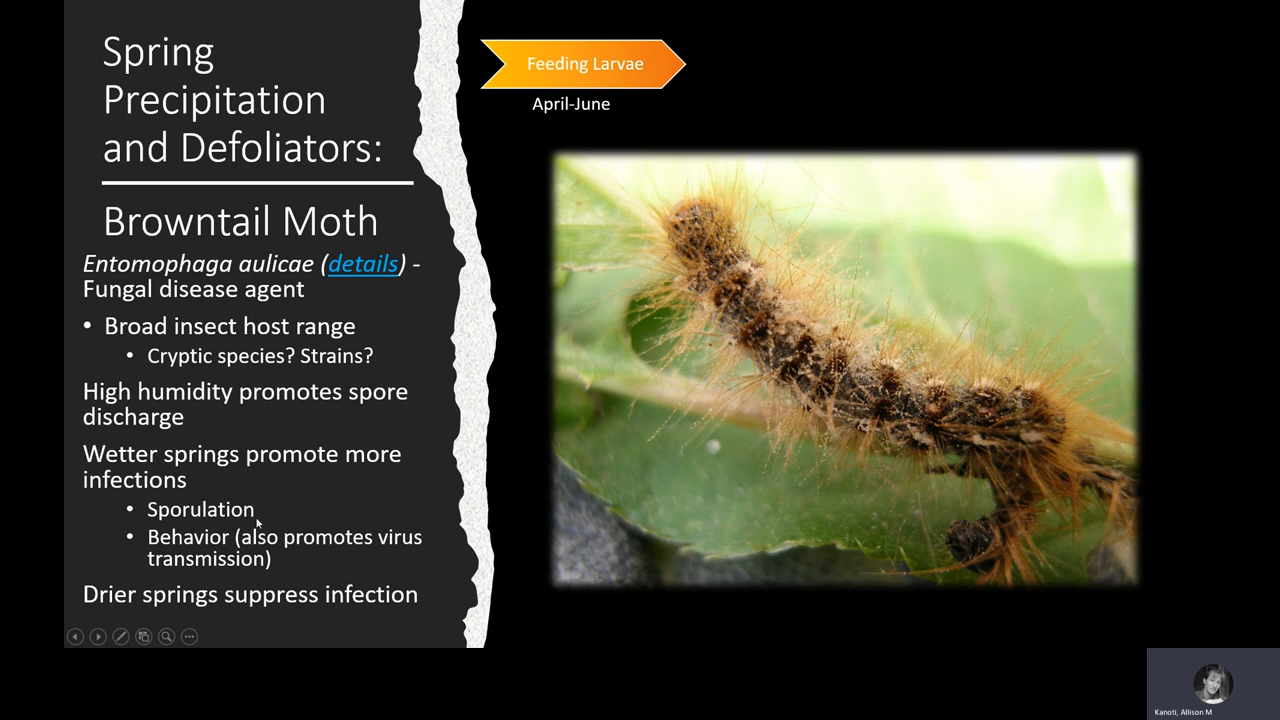 Spring
Precipitation
and Defoliators:
Browntail Moth
Entomophaga aulicae (details) -
Fungal disease agent
• Broad insect host range
• Cryptic species? Strains?
High humidity promotes spore
discharge
Wetter springs promote more
infections
• Sporulation
• Behavior (also promotes virus
transmission)
Drier springs suppress infection
Feeding Larvae
April-June
Kanoti, Allison M